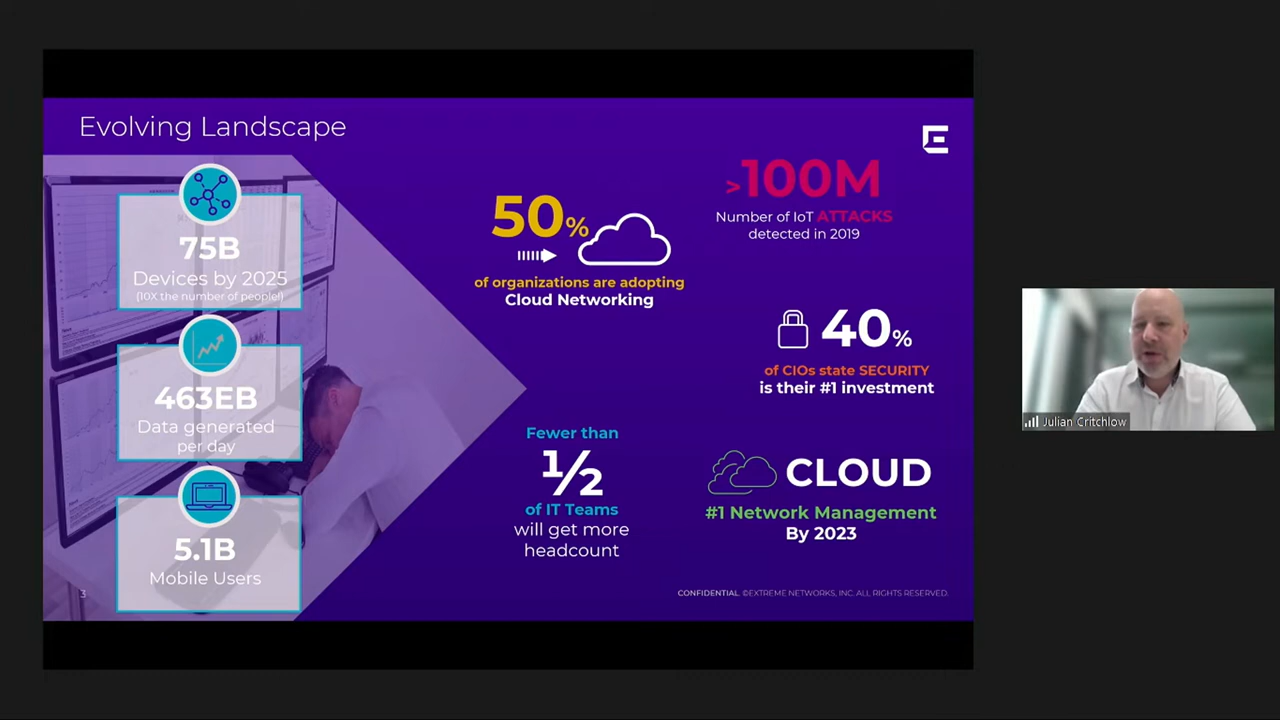 Evolving Landscape
75B
Devices by 2025
(10X the number of people!)
463EB
Data generated
per day
5.1B
Mobile Users
50%
of organizations are adopting
Cloud Networking
>100M
Number of IoT ATTACKS
detected in 2019
40%
of CIOs state SECURITY
is their #1 investment
Fewer than
½
of IT Teams
will get more
headcount
CLOUD
#1 Network Management
By 2023
3
CONFIDENTIAL. ©EXTREME NETWORKS, INC. ALL RIGHTS RESERVED.
Julian Critchlow